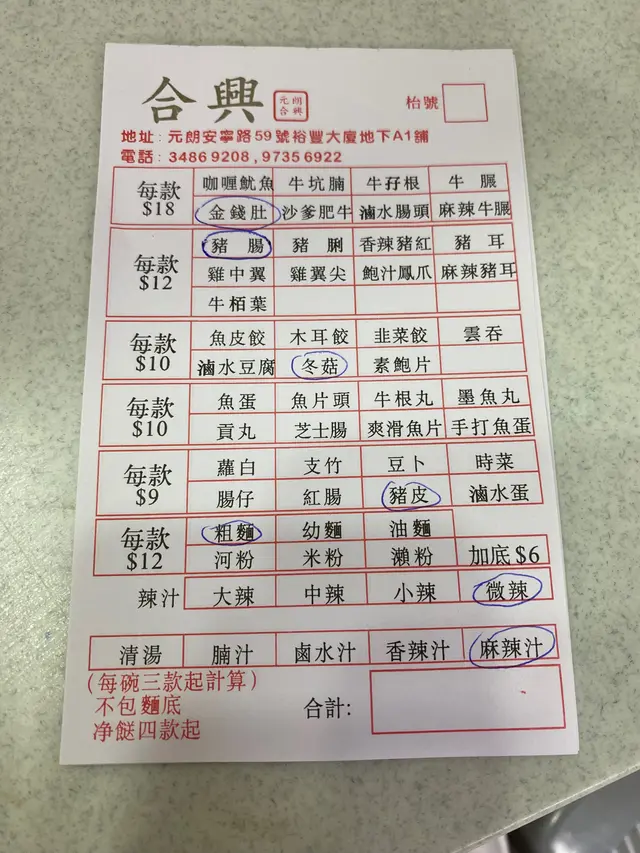 合興 元朗合興 枱號
地址：元朗安寧路59號裕豐大廈地下A1舖
電話：3486 9208 , 9735 6922
每款 $18
咖喱魷魚 牛坑腩 牛孖根 牛𦟌
金錢肚 沙爹肥牛 滷水腸頭 麻辣牛𦟌
每款 $12
豬腸 豬脷 香辣豬紅 豬耳
雞中翼 雞翼尖 鮑汁鳳爪 麻辣豬耳
牛栢葉
每款 $10
魚皮餃 木耳餃 韭菜餃 雲吞
滷水豆腐 冬菇 素鮑片
每款 $10
魚蛋 魚片頭 牛根丸 墨魚丸
貢丸 芝士腸 爽滑魚片 手打魚蛋
每款 $9
蘿白 支竹 豆卜 時菜
腸仔 紅腸 豬皮 滷水蛋
每款 $12
粗麵 幼麵 油麵
河粉 米粉 瀨粉 加底 $6
辣汁 大辣 中辣 小辣 微辣
清湯 腩汁 鹵水汁 香辣汁 麻辣汁
(每碗三款起計算)
不包麵底
净餸四款起
合計: